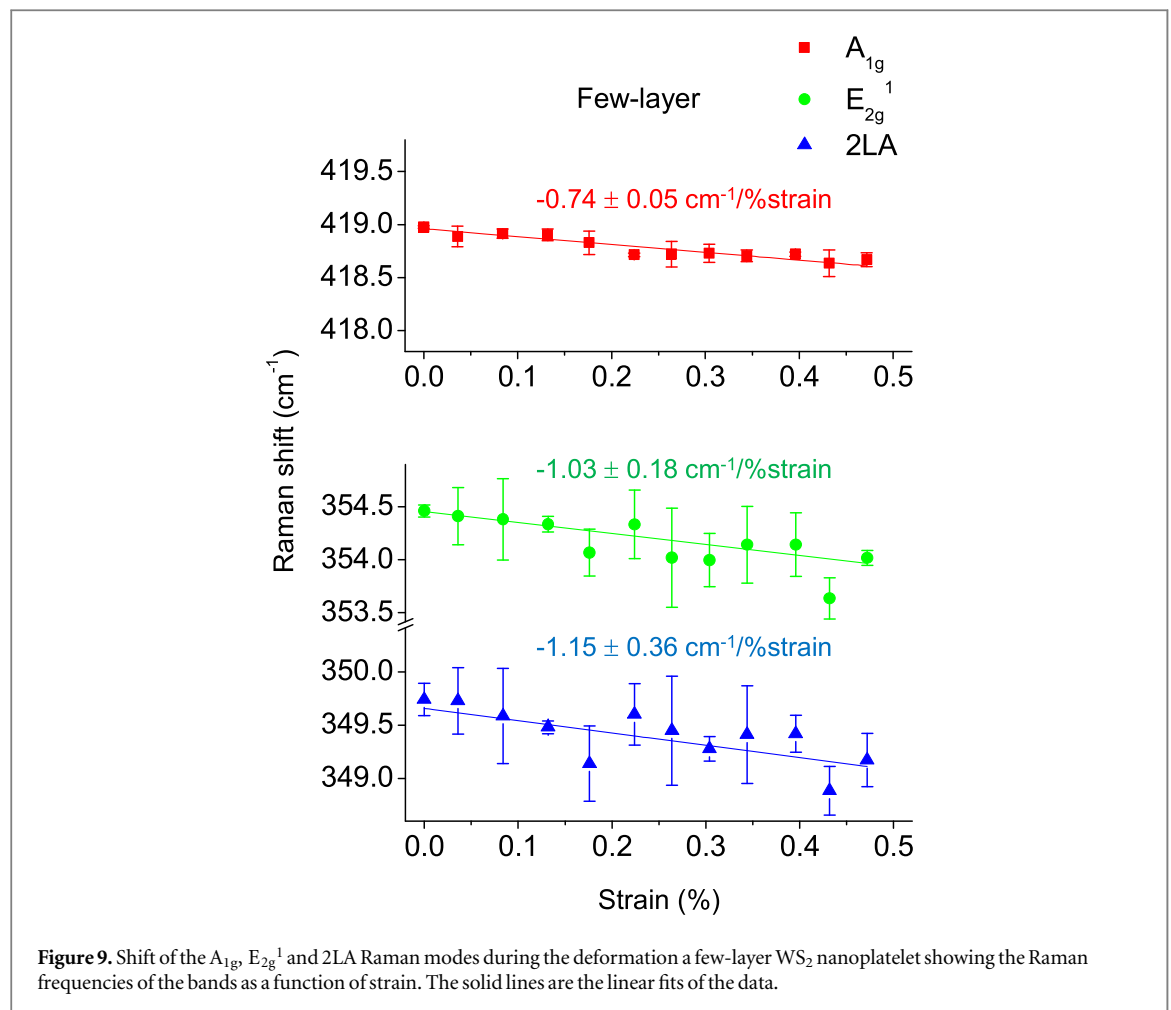 A1g
Few-layer
E2g1
2LA
419.5
-0.74 ± 0.05 cm-1/%strain
419.0
418.5
418.0
0.0 0.1 0.2 0.3 0.4 0.5
Raman shift (cm-1)
-1.03 ± 0.18 cm-1/%strain
354.5
354.0
353.5
-1.15 ± 0.36 cm-1/%strain
350.0
349.5
349.0
0.0 0.1 0.2 0.3 0.4 0.5
Strain (%)
Figure 9. Shift of the A1g, E2g1 and 2LA Raman modes during the deformation a few-layer WS2 nanoplatelet showing the Raman
frequencies of the bands as a function of strain. The solid lines are the linear fits of the data.